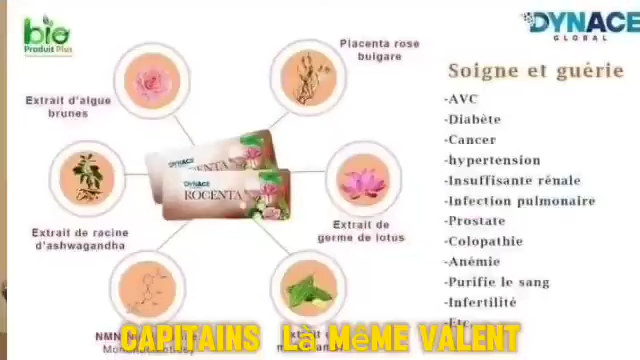 bio
Produit Plus
DYNACE
GLOBAL
Placenta rose
bulgare
Extrait d'algue
brunes
Soigne et guérie
-AVC
-Diabète
-Cancer
-hypertension
-Insuffisante rénale
-Infection pulmonaire
-Prostate
-Colopathie
-Anémie
-Purifie le sang
-Infertilité
-Etc
DYNACE
ROCENTA
Extrait de racine
d'ashwagandha
Extrait de
germe de lotus
NMN
CAPITAINS Là MêME VALENT